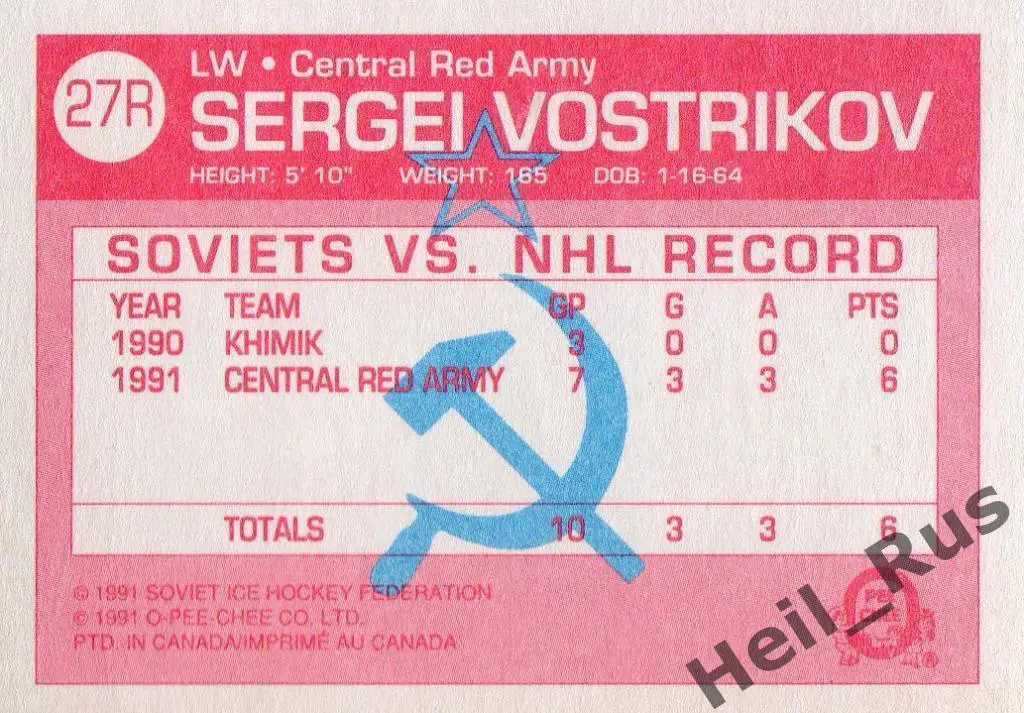 27R
LW • Central Red Army
SERGEI VOSTRIKOV
HEIGHT: 5' 10" WEIGHT: 165 DOB: 1-16-64
SOVIETS VS. NHL RECORD
YEAR TEAM GP G A PTS
1990 KHIMIK 3 0 0 0
1991 CENTRAL RED ARMY 7 3 3 6
TOTALS 10 3 3 6
© 1991 SOVIET ICE HOCKEY FEDERATION
© 1991 O-PEE-CHEE CO. LTD.
PTD. IN CANADA/IMPRIMÉ AU CANADA
O PEE CHEE ®
Heil_Rus